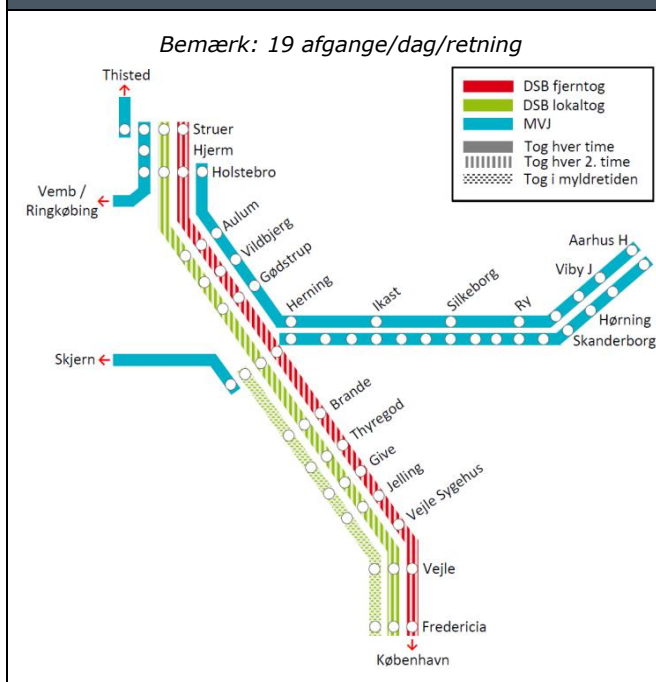 Bemærk: 19 afgange/dag/retning
Thisted
DSB fjerntog
DSB lokaltog
MVJ
Tog hver time
Tog hver 2. time
Tog i myldretiden
Struer
Hjerm
Holstebro
Vemb /
Ringkøbing
Aulum
Vildbjerg
Gødstrup
Herning
Ikast
Silkeborg
Ry
Viby J
Aarhus H
Hørning
Skanderborg
Skjern
Brande
Thyregod
Give
Jelling
Vejle Sygehus
Vejle
Fredericia
København